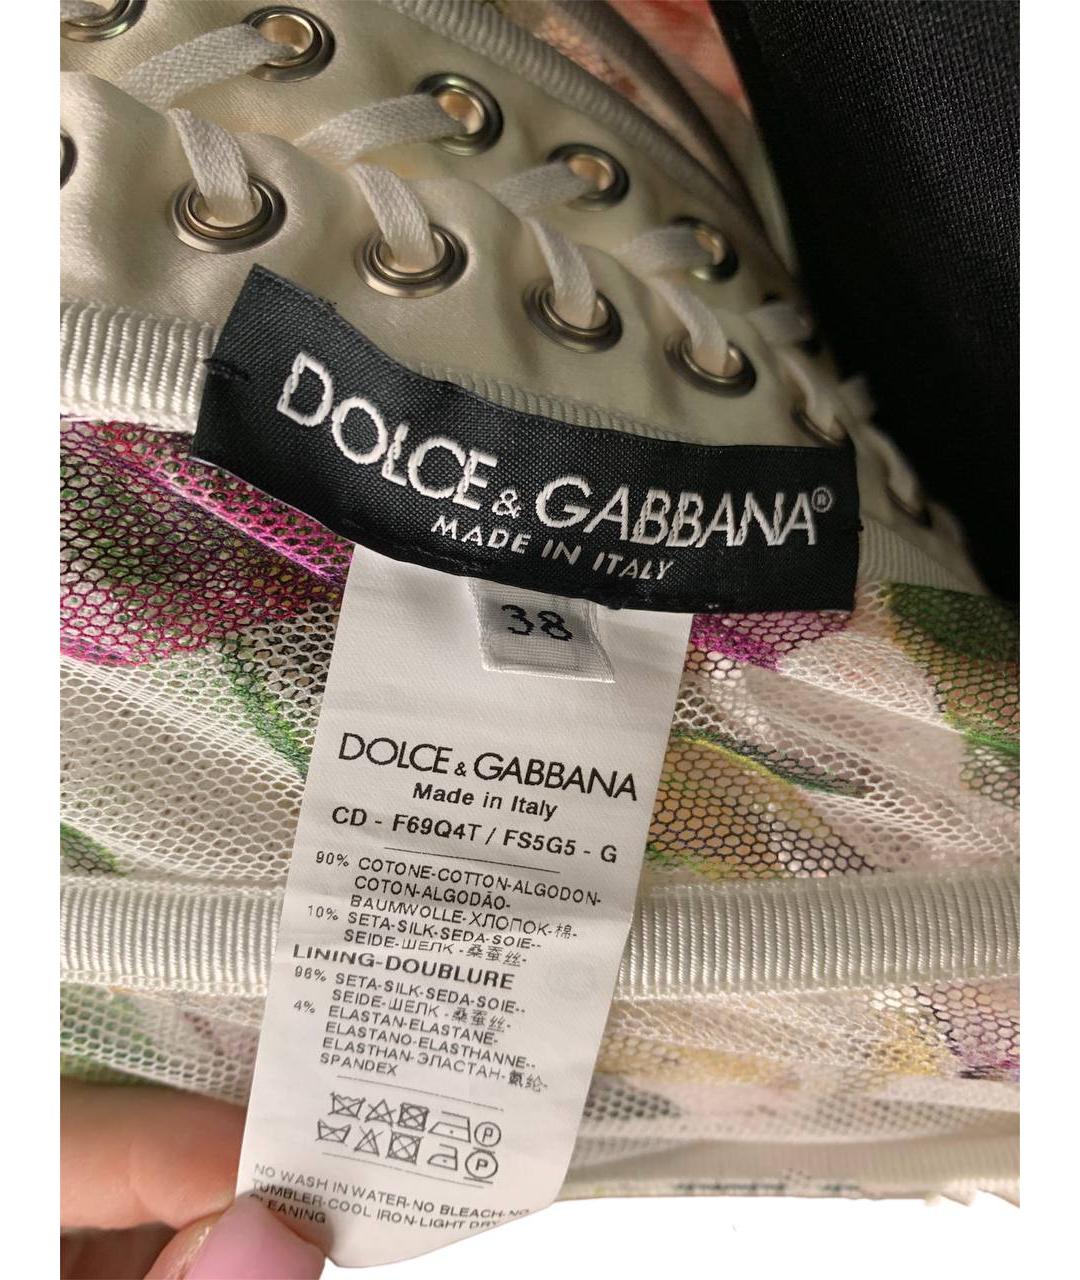 DOLCE & GABBANA®
MADE IN ITALY
38
DOLCE & GABBANA
Made in Italy
CD - F69Q4T / FS5G5 - G
90% COTONE-COTTON-ALGODON-
COTON-ALGODÃO-
BAUMWOLLE-ХЛОПОК-棉-
10% SETA-SILK-SEDA-SOIE--
SEIDE-ШЕЛК-桑蚕丝-
LINING-DOUBLURE
96% SETA-SILK-SEDA-SOIE--
SEIDE-ШЕЛК-桑蚕丝-
4% ELASTAN-ELASTANE-
ELASTANO-ELASTHANNE--
ELASTHAN-ЭЛАСТАН-氨纶-
SPANDEX
P
P
NO WASH IN WATER-NO BLEACH-NO
TUMBLER-COOL IRON-LIGHT DRY
CLEANING